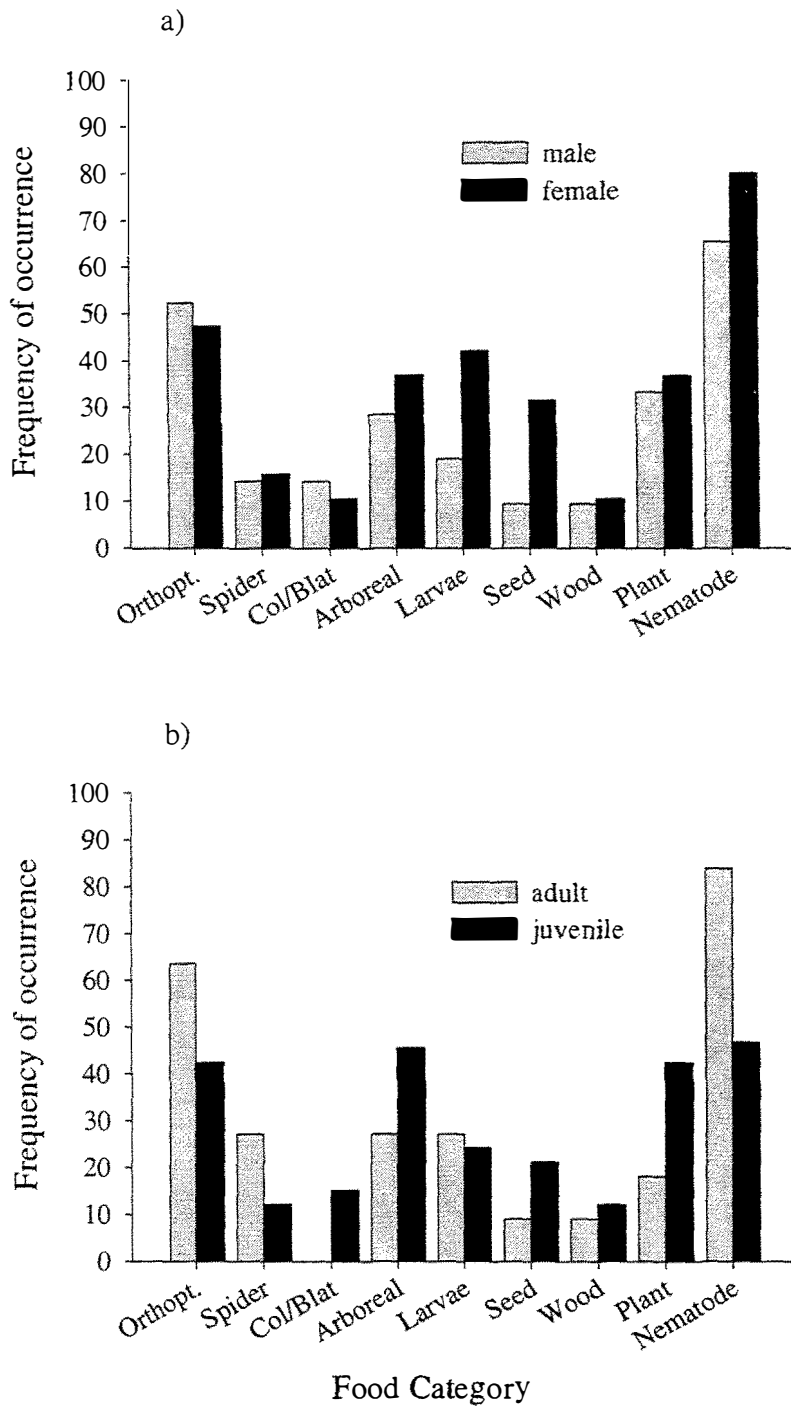 a)
100
90
80
70
60
50
40
30
20
10
0
Frequency of occurrence
male
female
Orthopt.
Spider
Col/Blat
Arboreal
Larvae
Seed
Wood
Plant
Nematode
b)
100
90
80
70
60
50
40
30
20
10
0
Frequency of occurrence
adult
juvenile
Orthopt.
Spider
Col/Blat
Arboreal
Larvae
Seed
Wood
Plant
Nematode
Food Category